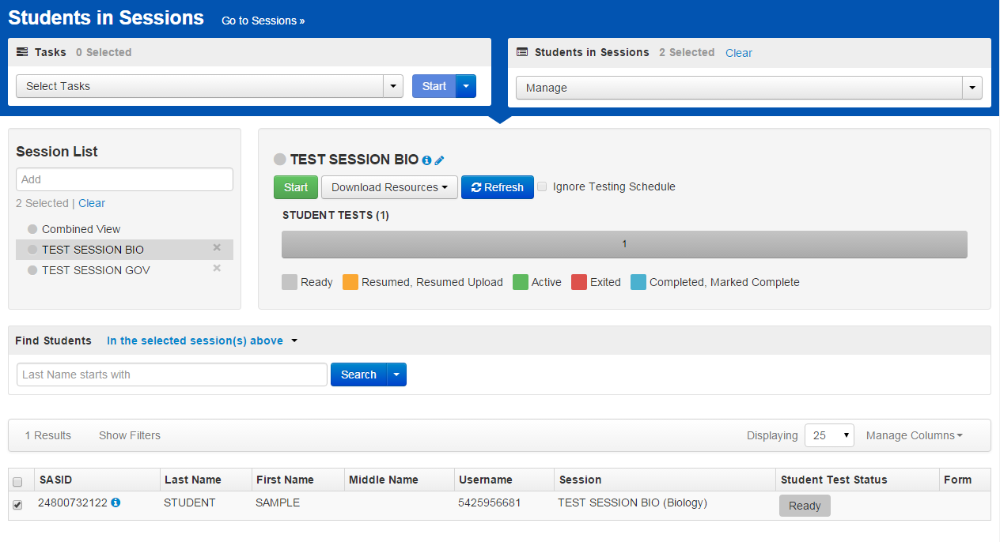 Students in Sessions Go to Sessions »
Tasks 0 Selected
Select Tasks Start
Students in Sessions 2 Selected Clear
Manage
Session List
Add
2 Selected | Clear
Combined View
TEST SESSION BIO
TEST SESSION GOV
TEST SESSION BIO
Start Download Resources Refresh Ignore Testing Schedule
STUDENT TESTS (1)
1
Ready Resumed, Resumed Upload Active Exited Completed, Marked Complete
Find Students In the selected session(s) above
Last Name starts with Search
1 Results Show Filters Displaying 25 Manage Columns
SASID Last Name First Name Middle Name Username Session Student Test Status Form
24800732122 STUDENT SAMPLE 5425956681 TEST SESSION BIO (Biology) Ready